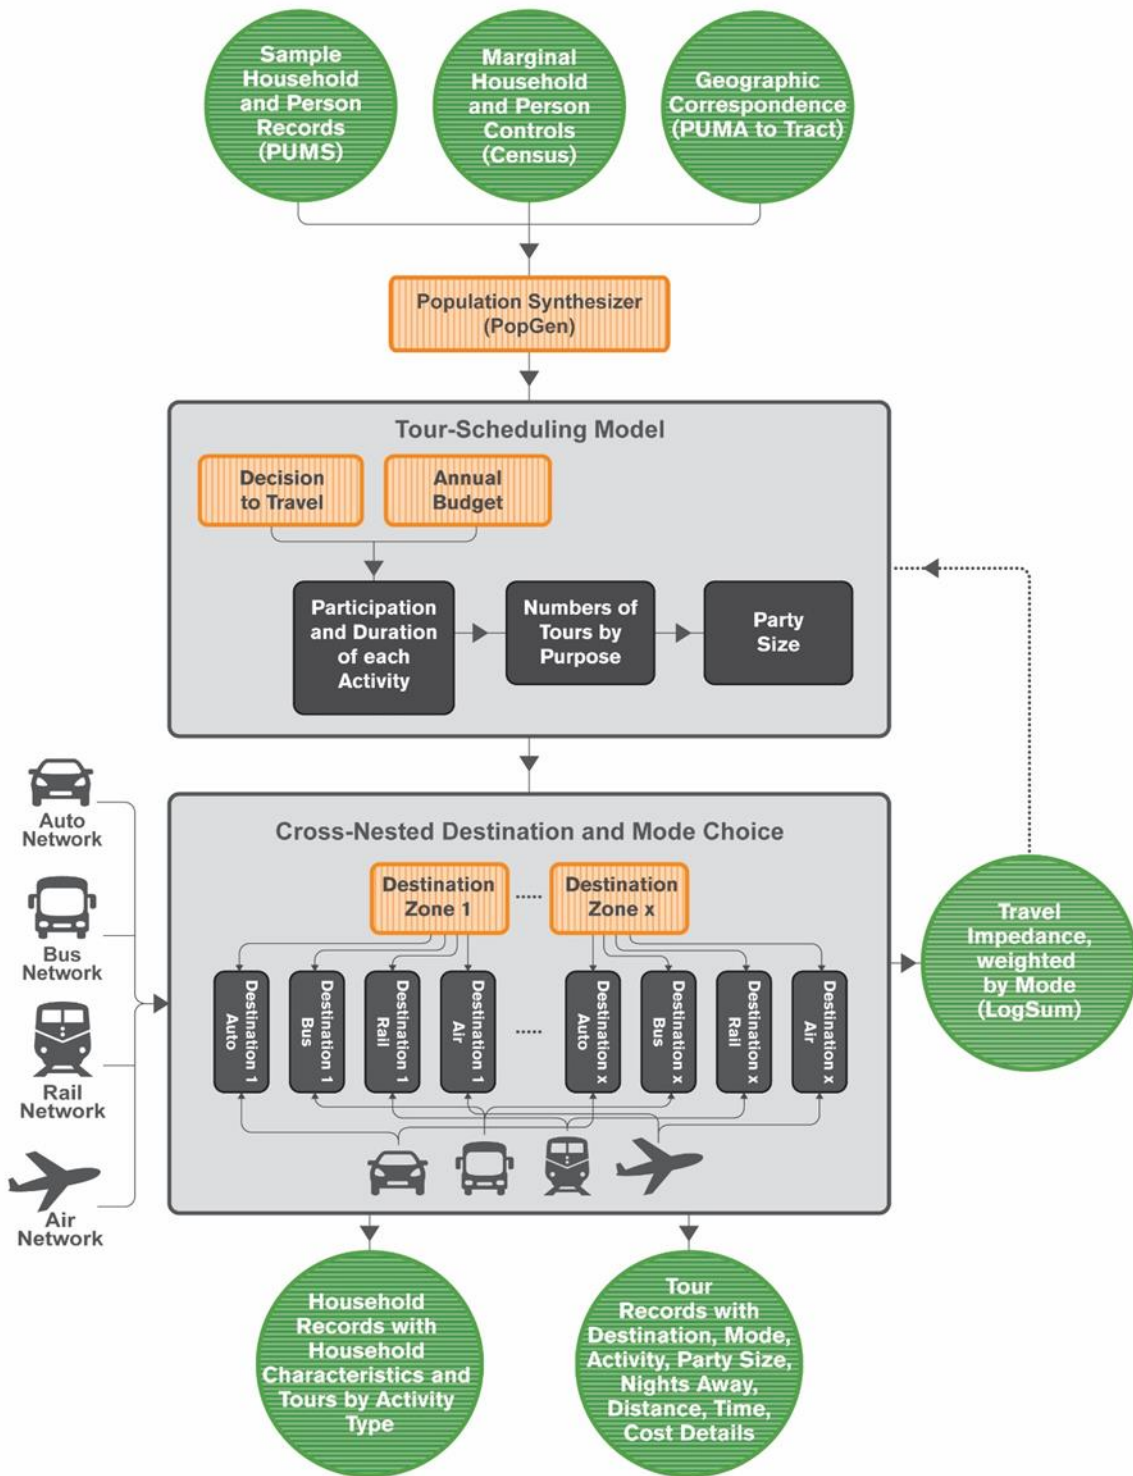 Sample
Household
and Person
Records
(PUMS)
Marginal
Household
and Person
Controls
(Census)
Geographic
Correspondence
(PUMA to Tract)
Population Synthesizer
(PopGen)
Tour-Scheduling Model
Decision
to Travel
Annual
Budget
Participation
and Duration
of each
Activity
Numbers of
Tours by
Purpose
Party
Size
Auto
Network
Bus
Network
Rail
Network
Air
Network
Cross-Nested Destination and Mode Choice
Destination
Zone 1
.....
Destination
Zone x
Destination 1
Auto
Destination 1
Bus
Destination 1
Rail
Destination 1
Air
.....
Destination x
Auto
Destination x
Bus
Destination x
Rail
Destination x
Air
Travel
Impedance,
weighted
by Mode
(LogSum)
Household
Records with
Household
Characteristics and
Tours by Activity
Type
Tour
Records with
Destination, Mode,
Activity, Party Size,
Nights Away,
Distance, Time,
Cost Details